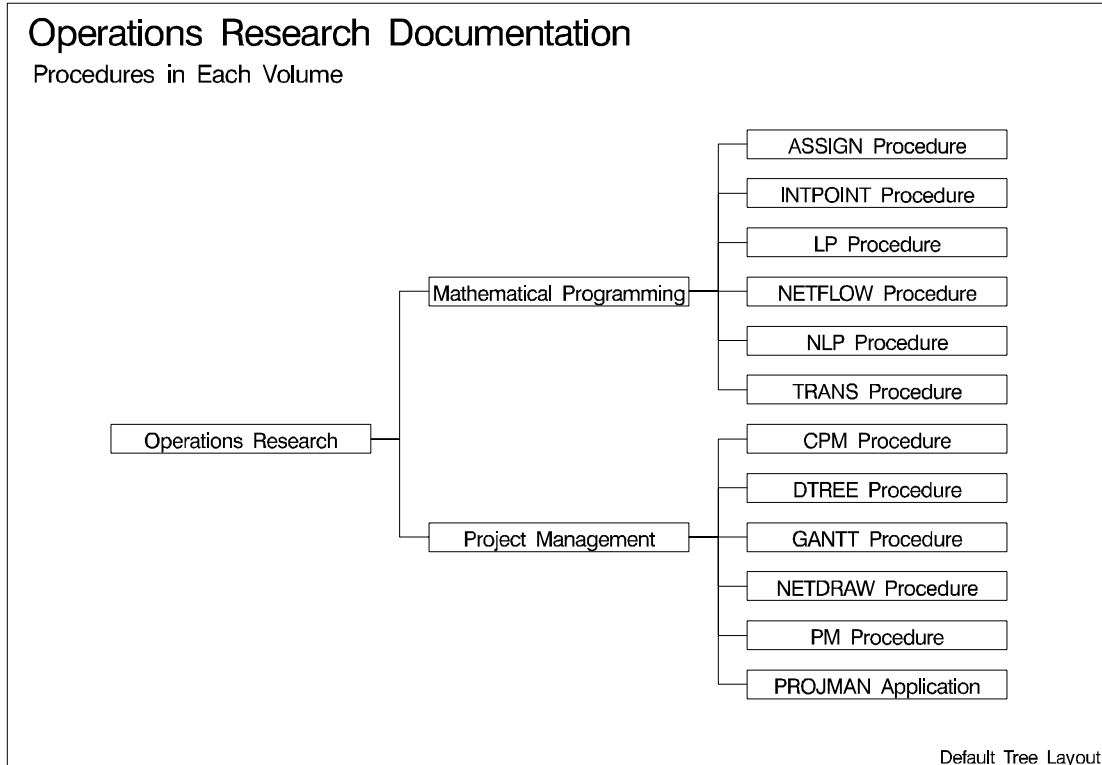 Operations Research Documentation
Procedures in Each Volume
ASSIGN Procedure
INTPOINT Procedure
LP Procedure
Mathematical Programming
NETFLOW Procedure
NLP Procedure
TRANS Procedure
Operations Research
CPM Procedure
DTREE Procedure
Project Management
GANTT Procedure
NETDRAW Procedure
PM Procedure
PROJMAN Application
Default Tree Layout